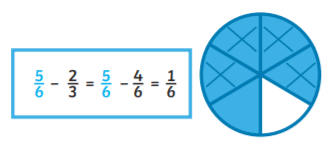 5/6 − 2/3 = 5/6 − 4/6 = 1/6